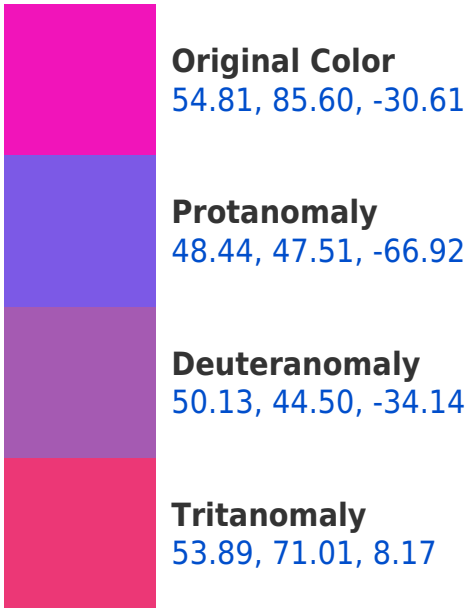 Original Color
54.81, 85.60, -30.61
Protanomaly
48.44, 47.51, -66.92
Deuteranomaly
50.13, 44.50, -34.14
Tritanomaly
53.89, 71.01, 8.17